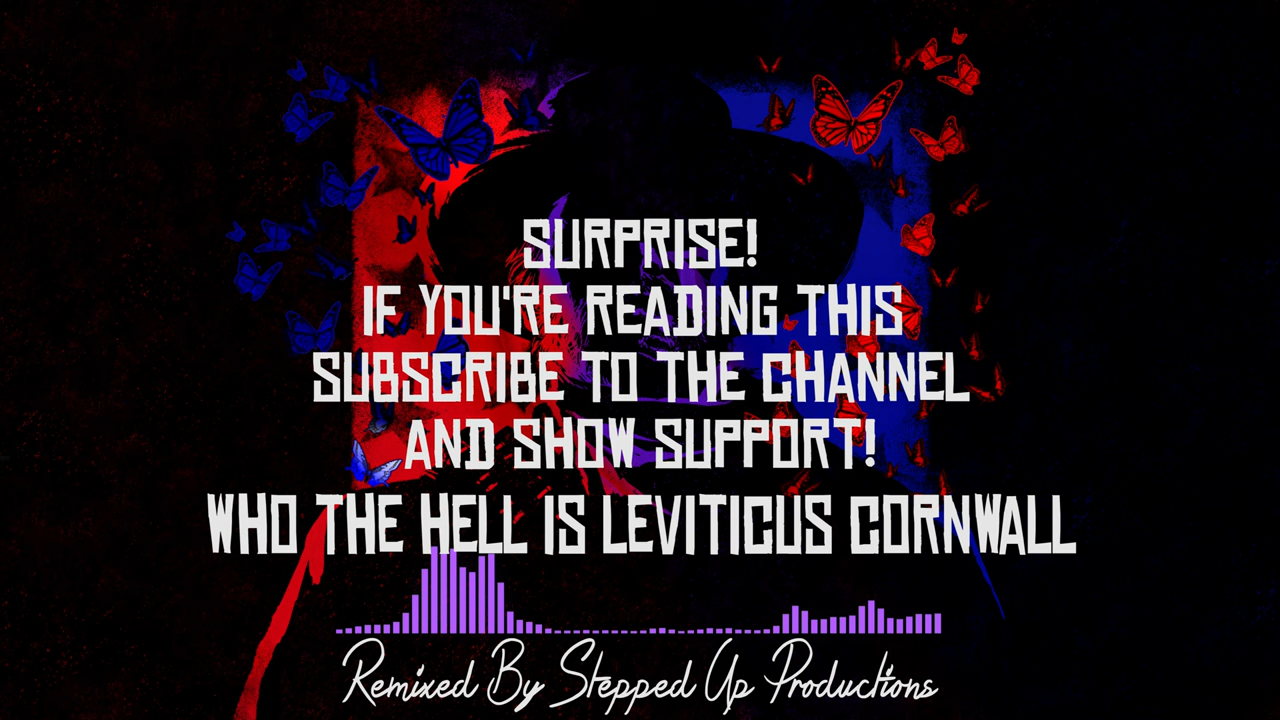 SURPRISE!
IF YOU'RE READING THIS
SUBSCRIBE TO THE CHANNEL
AND SHOW SUPPORT!
WHO THE HELL IS LEVITICUS CORNWALL
Remixed By Stepped Up Productions